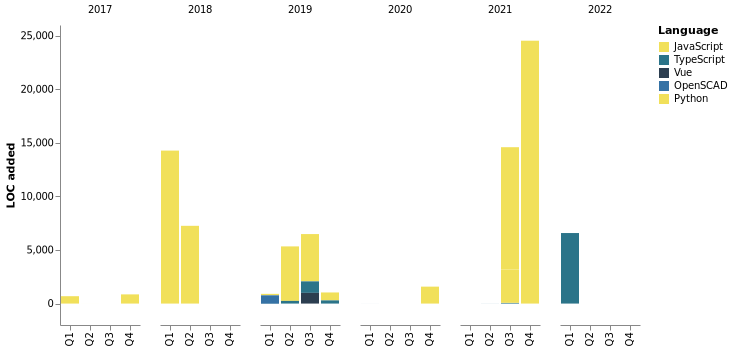 2017 2018 2019 2020 2021 2022
Language
JavaScript
TypeScript
Vue
OpenSCAD
Python
LOC added
25,000
20,000
15,000
10,000
5,000
0
Q1 Q2 Q3 Q4 Q1 Q2 Q3 Q4 Q1 Q2 Q3 Q4 Q1 Q2 Q3 Q4 Q1 Q2 Q3 Q4 Q1 Q2 Q3 Q4